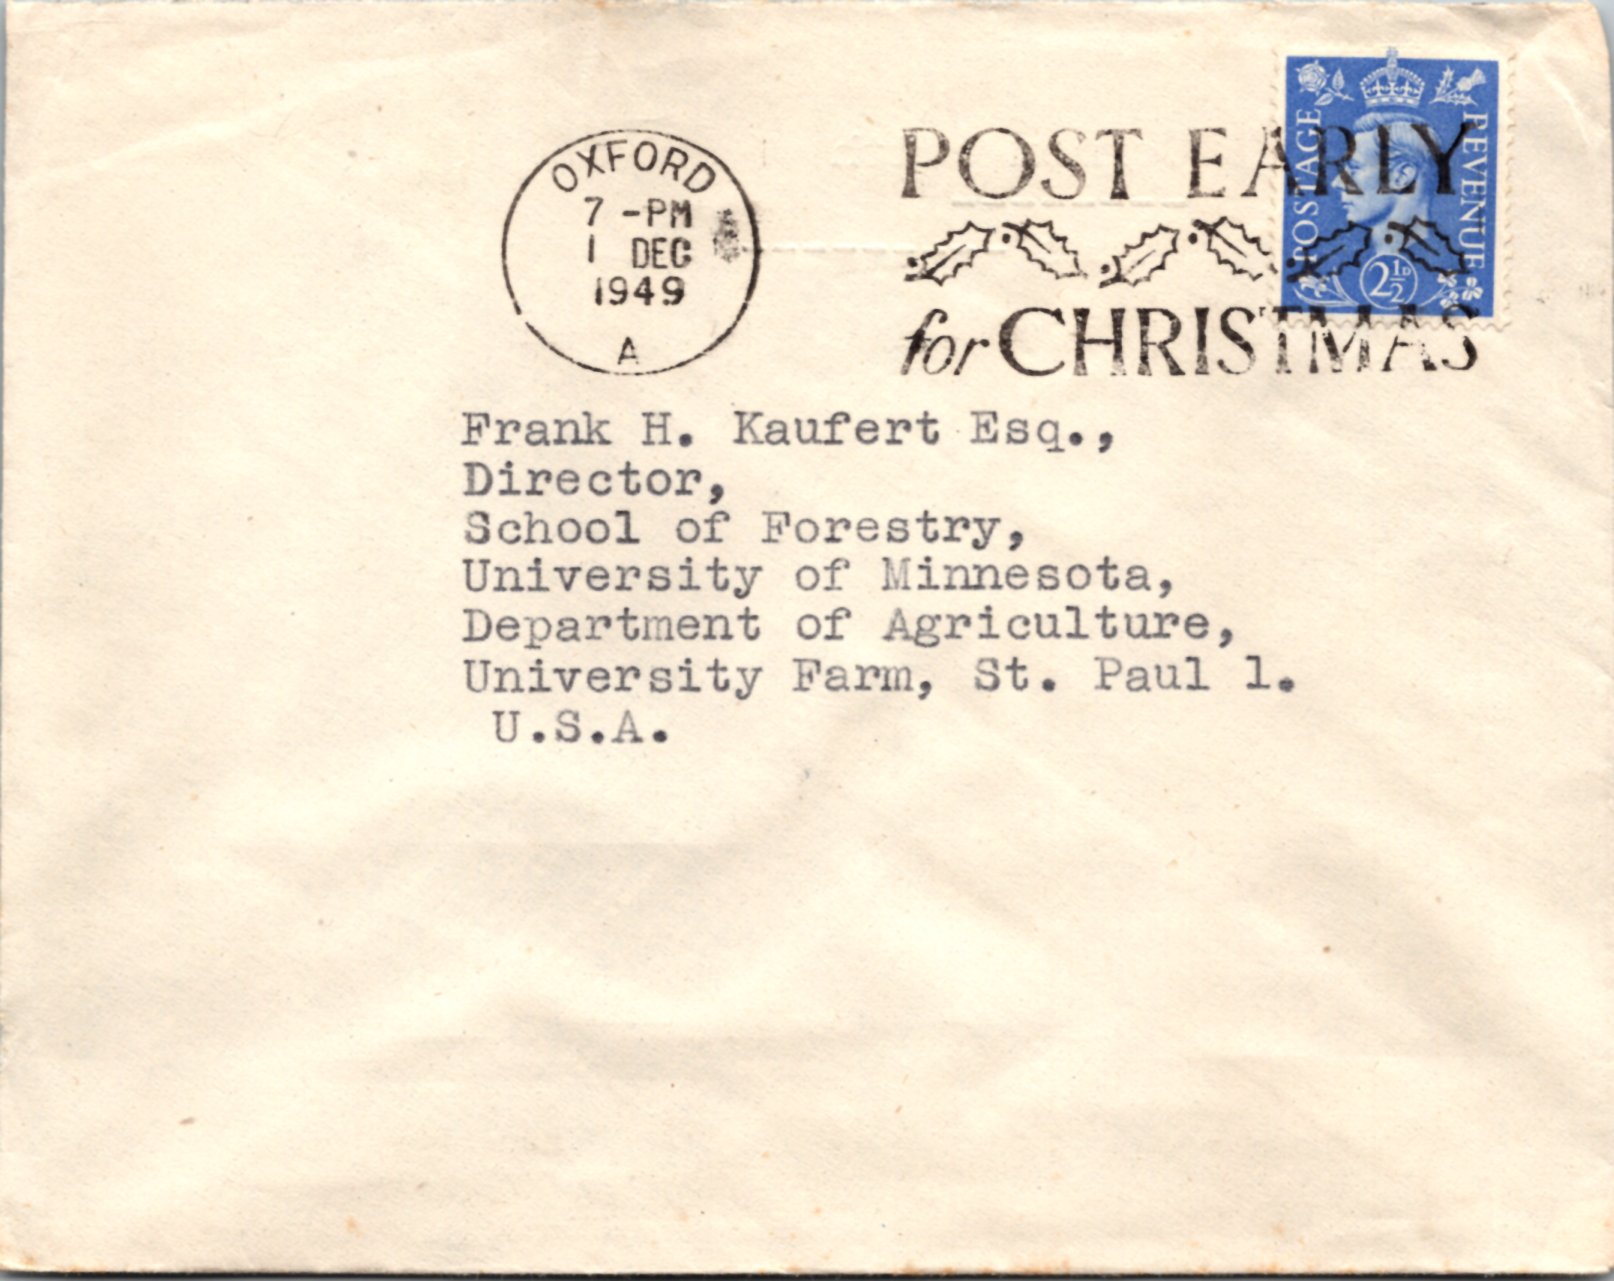 OXFORD
7 -PM
1 DEC
1949
A
POST EARLY
for CHRISTMAS
POSTAGE
REVENUE
2½D
Frank H. Kaufert Esq.,
Director,
School of Forestry,
University of Minnesota,
Department of Agriculture,
University Farm, St. Paul 1.
U.S.A.